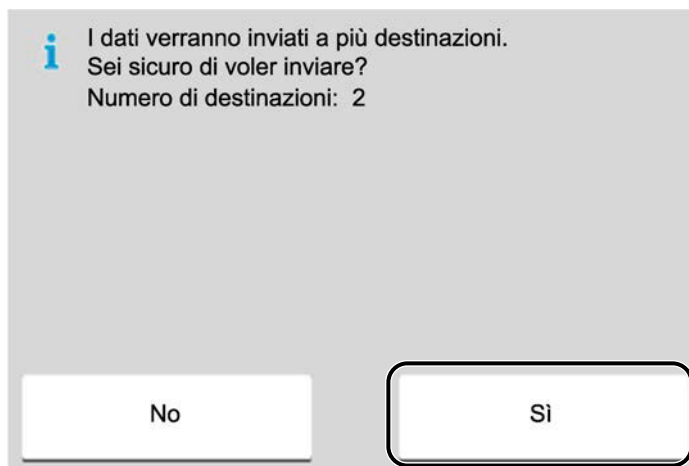 I dati verranno inviati a più destinazioni.
Sei sicuro di voler inviare?
Numero di destinazioni: 2
No
Sì